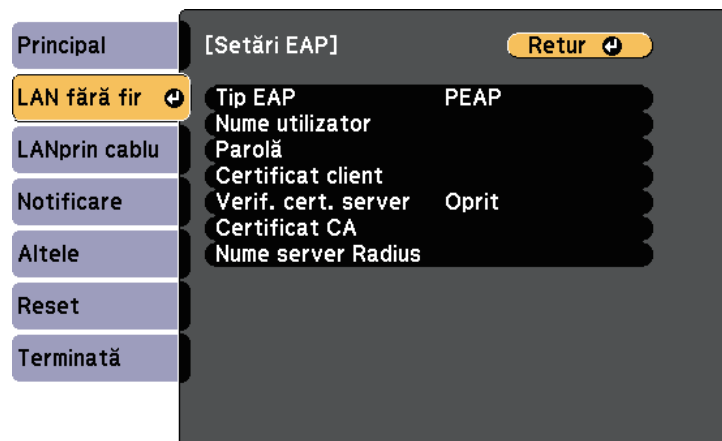 Principal
LAN fără fir
LANprin cablu
Notificare
Altele
Reset
Terminată
[Setări EAP] Retur
Tip EAP PEAP
Nume utilizator
Parolă
Certificat client
Verif. cert. server Oprit
Certificat CA
Nume server Radius